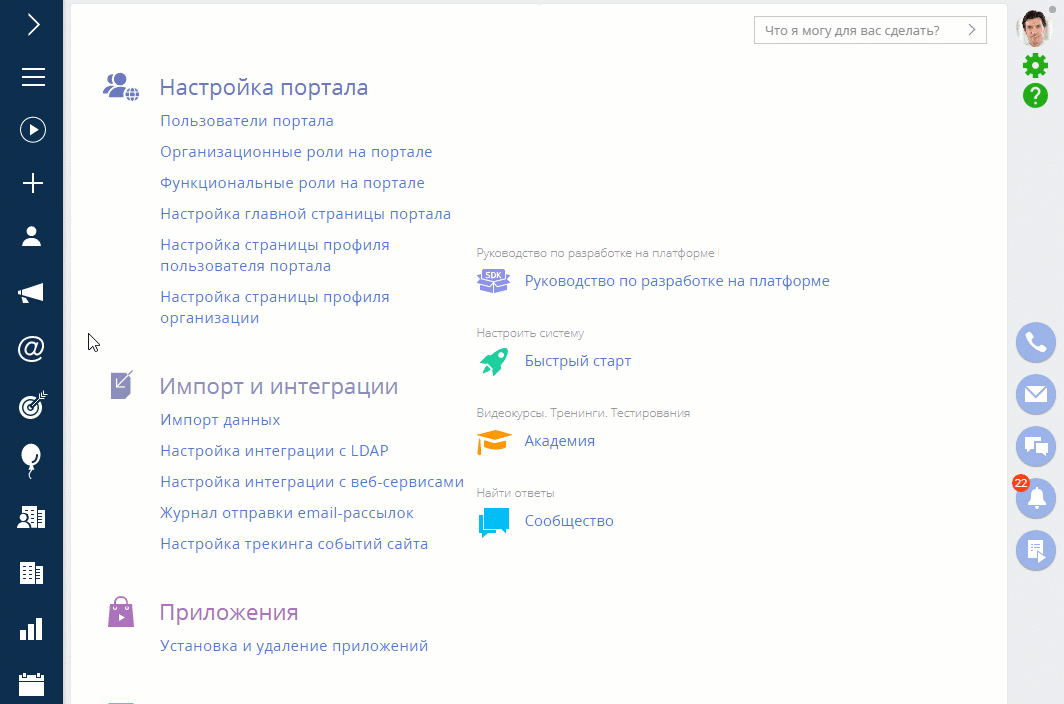 Что я могу для вас сделать?
Настройка портала
Пользователи портала
Организационные роли на портале
Функциональные роли на портале
Настройка главной страницы портала
Настройка страницы профиля
пользователя портала
Настройка страницы профиля
организации
Импорт и интеграции
Импорт данных
Настройка интеграции с LDAP
Настройка интеграции с веб-сервисами
Журнал отправки email-рассылок
Настройка трекинга событий сайта
Приложения
Установка и удаление приложений
Руководство по разработке на платформе
SDK
Руководство по разработке на платформе
Настроить систему
Быстрый старт
Видеокурсы. Тренинги. Тестирования
Академия
Найти ответы
Сообщество
?
22